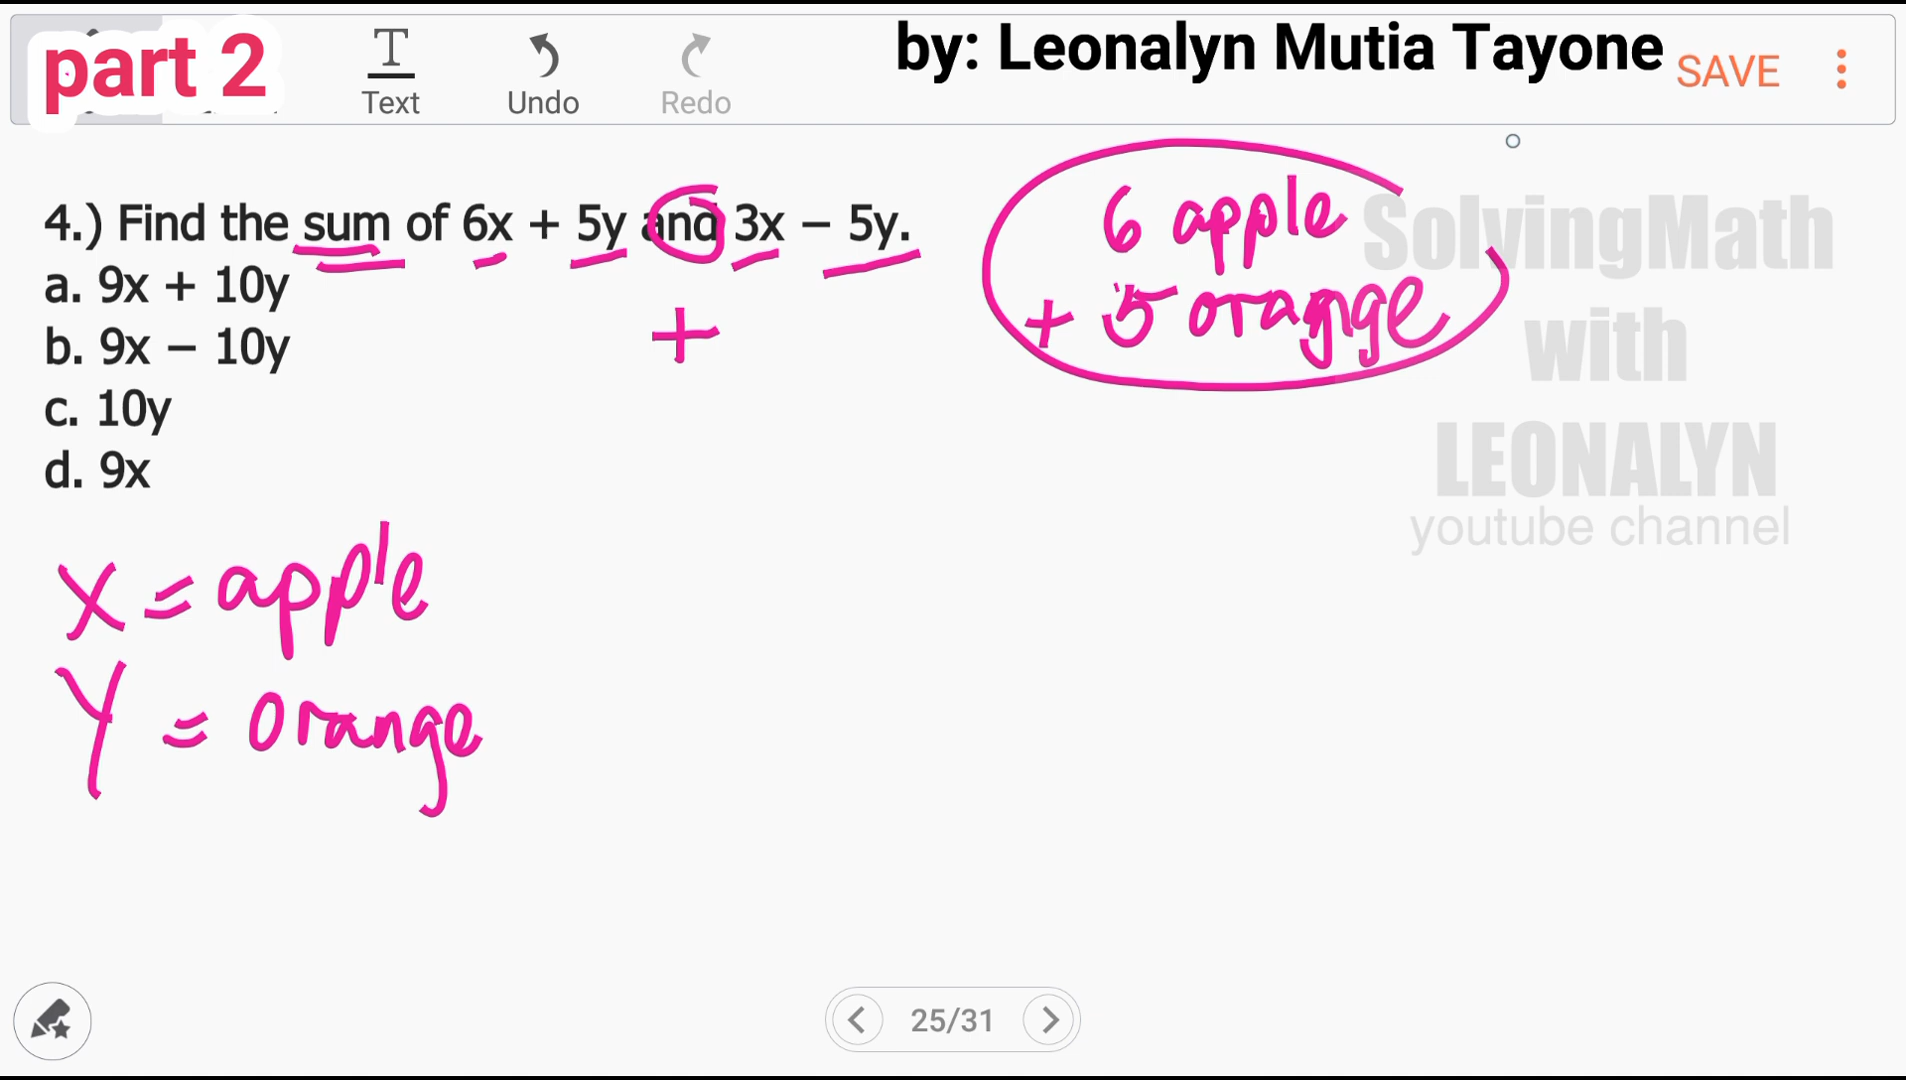 part 2
Text
Undo
Redo
by: Leonalyn Mutia Tayone
SAVE
4.) Find the sum of 6x + 5y and 3x – 5y.
a. 9x + 10y
b. 9x – 10y
c. 10y
d. 9x
+
6 apple
+ 5 orange
SolvingMath
with
LEONALYN
youtube channel
X = apple
Y = orange
25/31